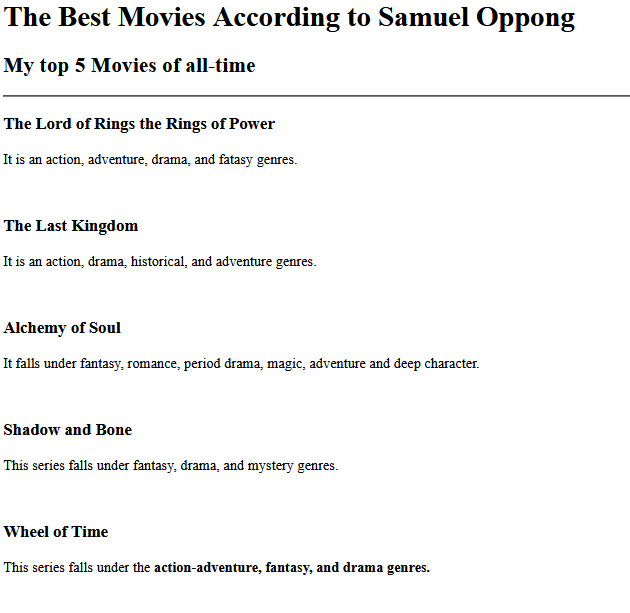 The Best Movies According to Samuel Oppong
My top 5 Movies of all-time
The Lord of Rings the Rings of Power
It is an action, adventure, drama, and fatasy genres.
The Last Kingdom
It is an action, drama, historical, and adventure genres.
Alchemy of Soul
It falls under fantasy, romance, period drama, magic, adventure and deep character.
Shadow and Bone
This series falls under fantasy, drama, and mystery genres.
Wheel of Time
This series falls under the action-adventure, fantasy, and drama genres.